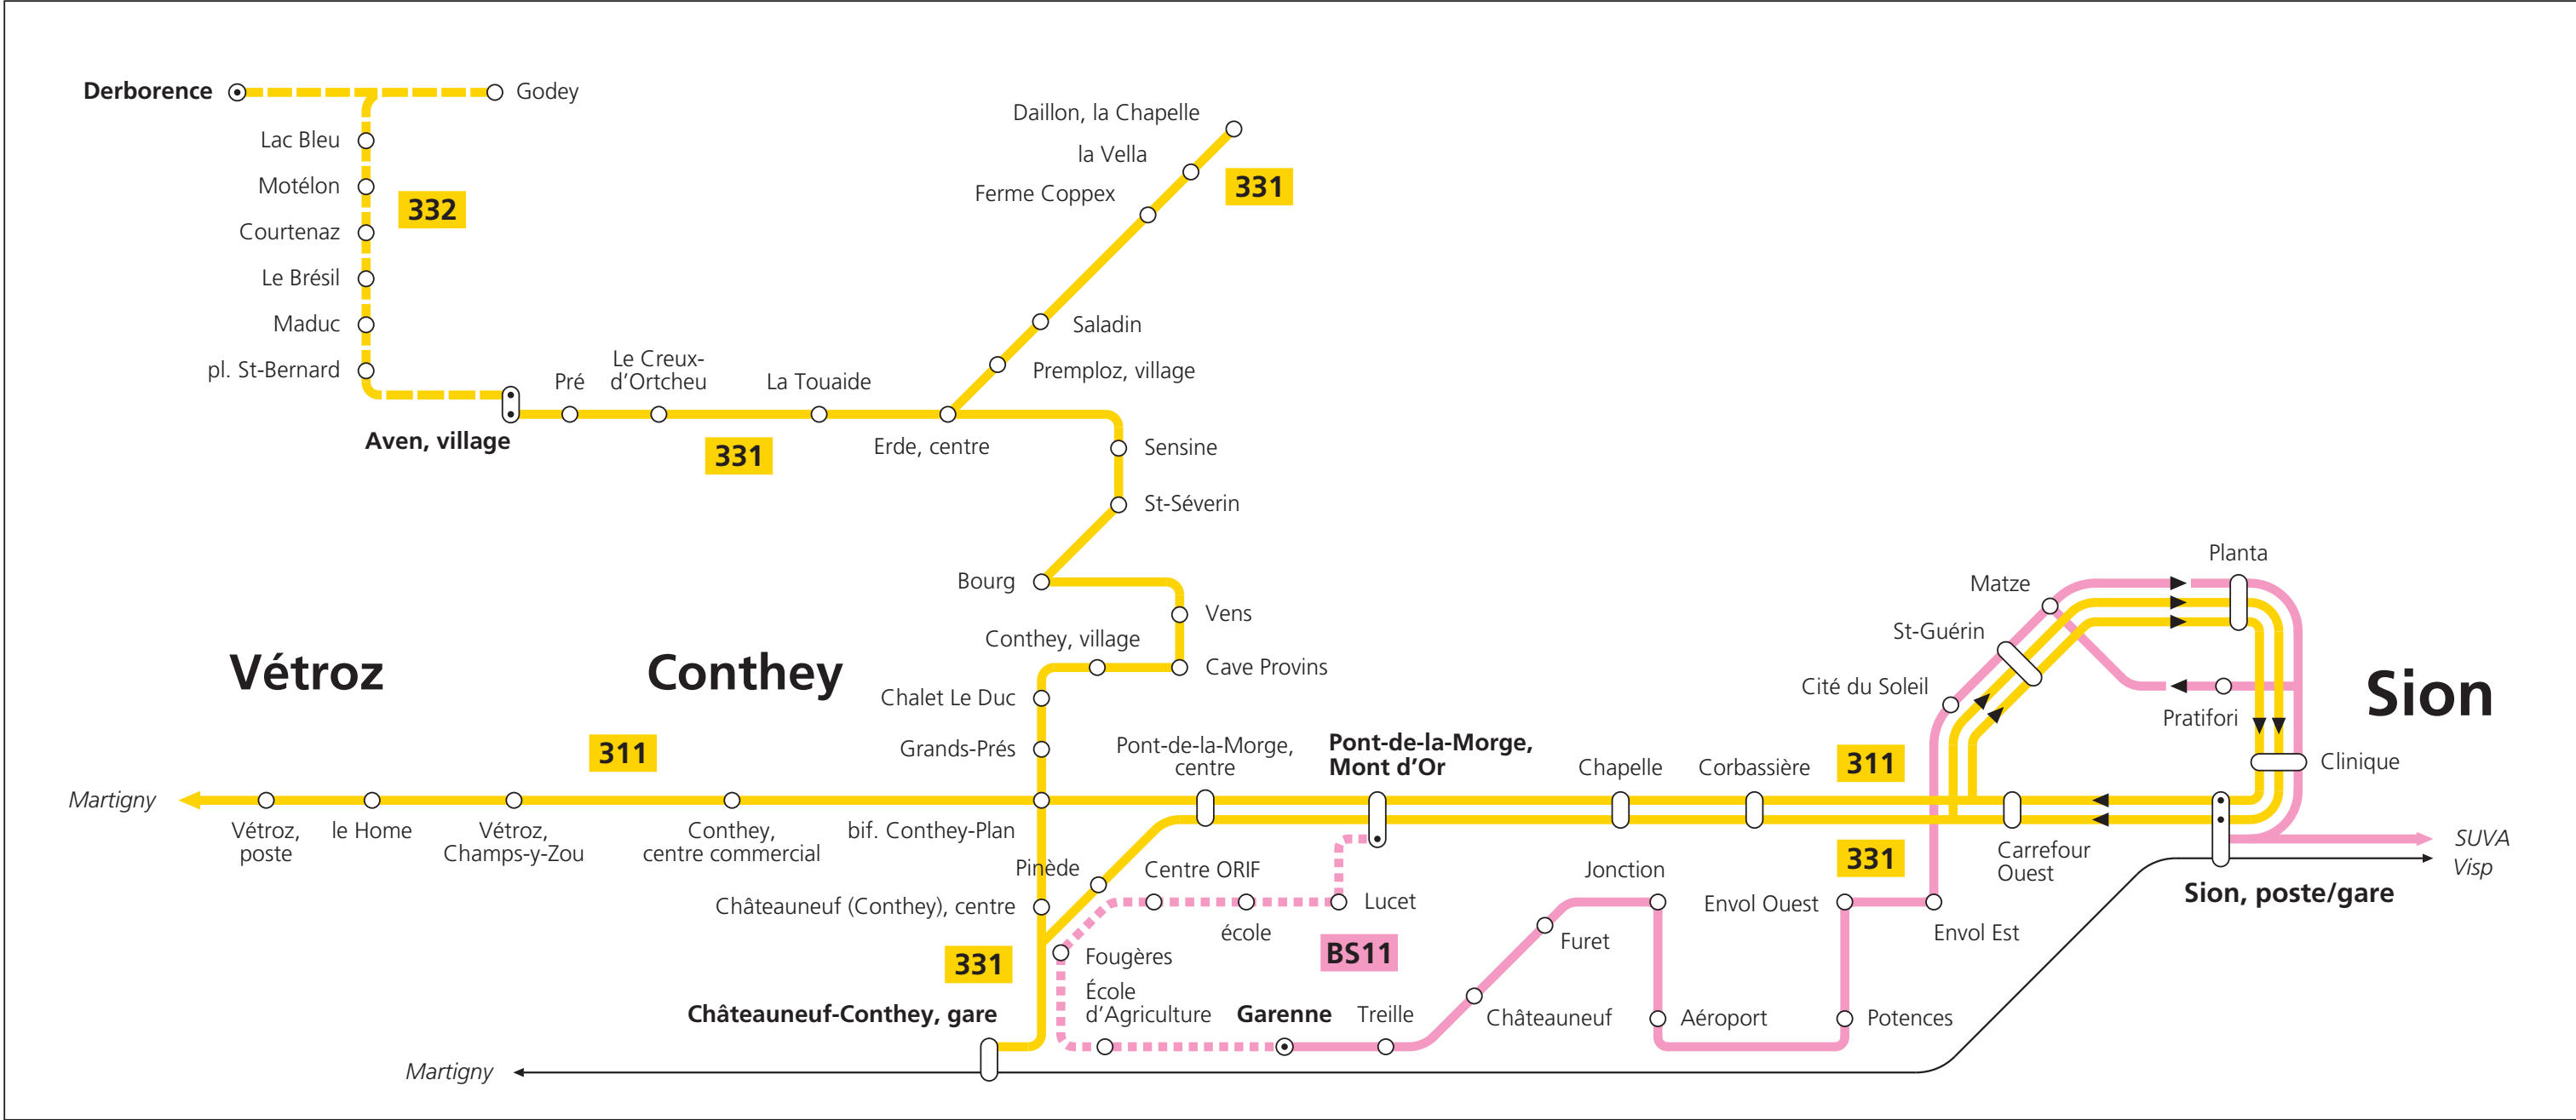 Derborence
Godey
Lac Bleu
Motélon
332
Courtenaz
Le Brésil
Maduc
pl. St-Bernard
Aven, village
Pré
Le Creux-
d’Ortcheu
La Touaide
331
Erde, centre
Daillon, la Chapelle
la Vella
331
Ferme Coppex
Saladin
Premploz, village
Sensine
St-Séverin
Bourg
Vens
Conthey, village
Cave Provins
Chalet Le Duc
Grands-Prés
Vétroz
Conthey
Sion
311
Martigny
Vétroz,
poste
le Home
Vétroz,
Champs-y-Zou
Conthey,
centre commercial
bif. Conthey-Plan
Pont-de-la-Morge,
centre
Pont-de-la-Morge,
Mont d’Or
Chapelle
Corbassière
311
331
Carrefour
Ouest
Planta
Matze
St-Guérin
Cité du Soleil
Pratifori
Clinique
SUVA
Visp
Sion, poste/gare
Pinède
Châteauneuf (Conthey), centre
331
Châteauneuf-Conthey, gare
Martigny
Centre ORIF
école
Lucet
BS11
Fougères
École
d’Agriculture
Garenne
Treille
Châteauneuf
Furet
Jonction
Aéroport
Envol Ouest
Potences
Envol Est